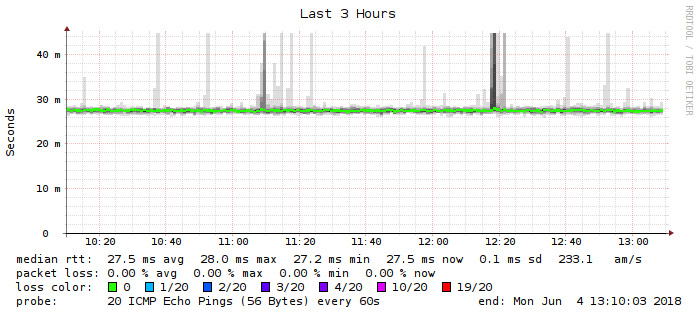 Last 3 Hours
RRDTOOL / TOBI OETIKER
Seconds
40 m
30 m
20 m
10 m
0
10:20 10:40 11:00 11:20 11:40 12:00 12:20 12:40 13:00
median rtt: 27.5 ms avg 28.0 ms max 27.2 ms min 27.5 ms now 0.1 ms sd 233.1 am/s
packet loss: 0.00 % avg 0.00 % max 0.00 % min 0.00 % now
loss color: 0 1/20 2/20 3/20 4/20 10/20 19/20
probe: 20 ICMP Echo Pings (56 Bytes) every 60s end: Mon Jun 4 13:10:03 2018